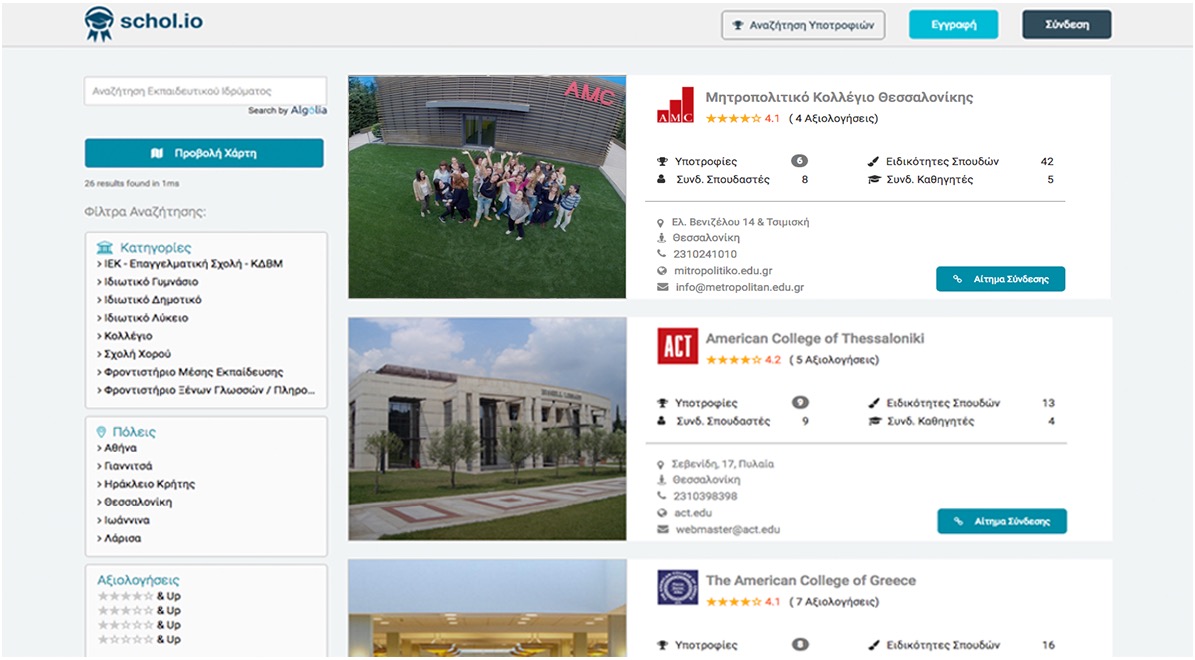 schol.io
Αναζήτηση Υποτροφιών
Εγγραφή
Σύνδεση
Αναζήτηση Εκπαιδευτικού Ιδρύματος
Search by Algolia
Προβολή Χάρτη
26 results found in 1ms
Φίλτρα Αναζήτησης:
Κατηγορίες
> ΙΕΚ - Επαγγελματική Σχολή - ΚΔΒΜ
> Ιδιωτικό Γυμνάσιο
> Ιδιωτικό Δημοτικό
> Ιδιωτικό Λύκειο
> Κολλέγιο
> Σχολή Χορού
> Φροντιστήριο Μέσης Εκπαίδευσης
> Φροντιστήριο Ξένων Γλωσσών / Πληρο...
Πόλεις
> Αθήνα
> Γιαννιτσά
> Ηράκλειο Κρήτης
> Θεσσαλονίκη
> Ιωάννινα
> Λάρισα
Αξιολογήσεις
& Up
& Up
& Up
& Up
AMC
AMC
Μητροπολιτικό Κολλέγιο Θεσσαλονίκης
4.1 ( 4 Αξιολογήσεις)
Υποτροφίες 6
Ειδικότητες Σπουδών 42
Συνδ. Σπουδαστές 8
Συνδ. Καθηγητές 5
Ελ. Βενιζέλου 14 & Τσιμισκή
Θεσσαλονίκη
2310241010
mitropolitiko.edu.gr
info@metropolitan.edu.gr
Αίτημα Σύνδεσης
ACT
American College of Thessaloniki
4.2 ( 5 Αξιολογήσεις)
Υποτροφίες 9
Ειδικότητες Σπουδών 13
Συνδ. Σπουδαστές 9
Συνδ. Καθηγητές 4
Σεβενίδη, 17, Πυλαία
Θεσσαλονίκη
2310398398
act.edu
webmaster@act.edu
Αίτημα Σύνδεσης
The American College of Greece
4.1 ( 7 Αξιολογήσεις)
Υποτροφίες 8
Ειδικότητες Σπουδών 16